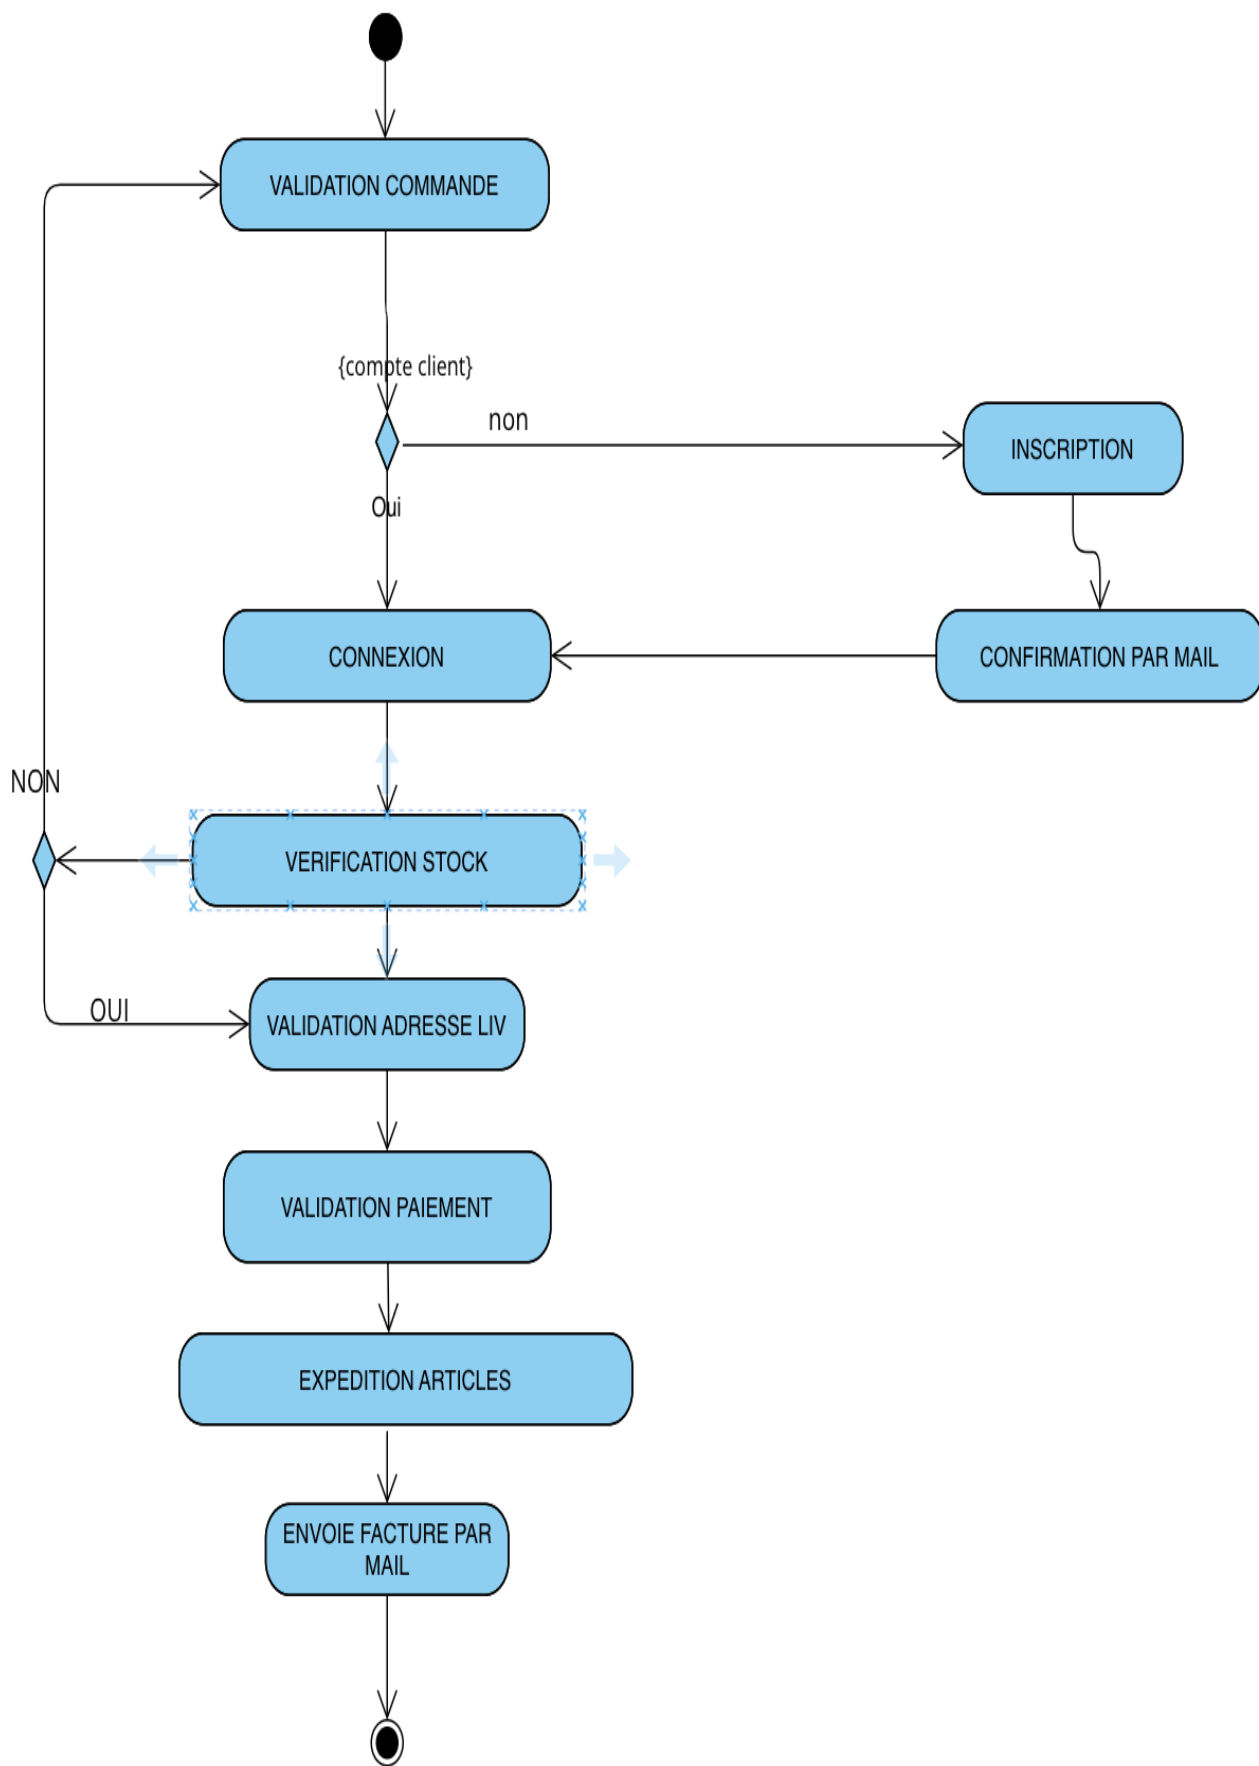 VALIDATION COMMANDE
{compte client}
non
INSCRIPTION
Oui
CONNEXION
CONFIRMATION PAR MAIL
NON
VERIFICATION STOCK
OUI
VALIDATION ADRESSE LIV
VALIDATION PAIEMENT
EXPEDITION ARTICLES
ENVOIE FACTURE PAR
MAIL